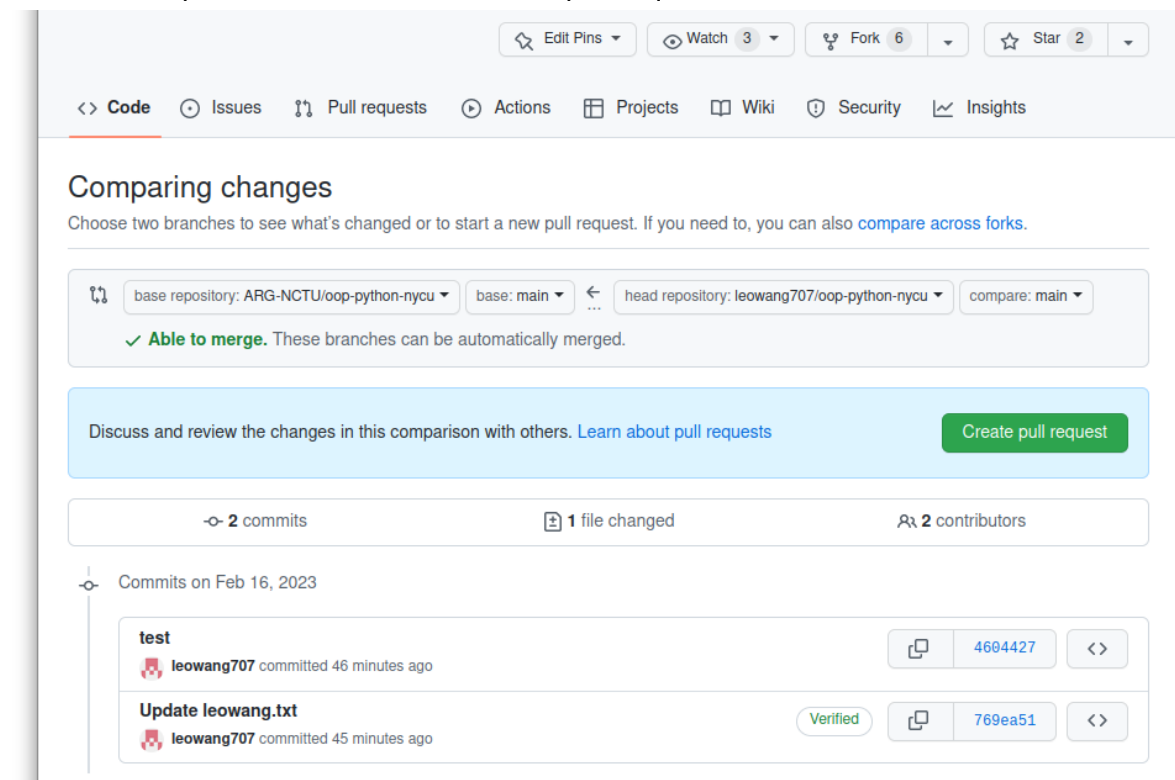 Edit Pins Watch 3 Fork 6 Star 2
Code Issues Pull requests Actions Projects Wiki Security Insights
Comparing changes
Choose two branches to see what's changed or to start a new pull request. If you need to, you can also compare across forks.
base repository: ARG-NCTU/oop-python-nycu base: main ← ... head repository: leowang707/oop-python-nycu compare: main
Able to merge. These branches can be automatically merged.
Discuss and review the changes in this comparison with others. Learn about pull requests Create pull request
2 commits 1 file changed 2 contributors
Commits on Feb 16, 2023
test
4604427
leowang707 committed 46 minutes ago
Update leowang.txt
Verified 769ea51
leowang707 committed 45 minutes ago